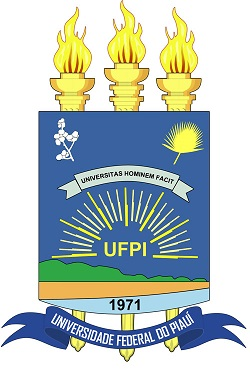 UNIVERSITAS HOMINEM FACIT
UFPI
1971
UNIVERSIDADE FEDERAL DO PIAUÍ